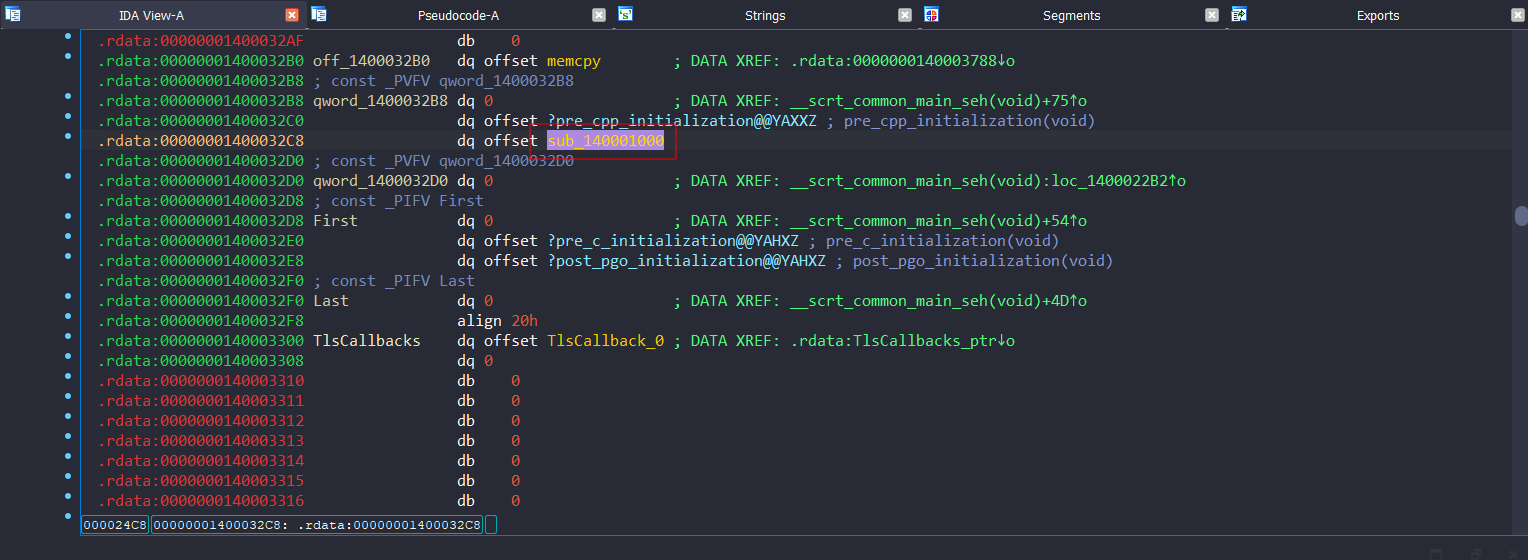 IDA View-A Pseudocode-A Strings Segments Exports
.rdata:00000001400032AF db 0
.rdata:00000001400032B0 off_1400032B0 dq offset memcpy ; DATA XREF: .rdata:0000000140003788↓o
.rdata:00000001400032B8 ; const _PVFV qword_1400032B8
.rdata:00000001400032B8 qword_1400032B8 dq 0 ; DATA XREF: __scrt_common_main_seh(void)+75↑o
.rdata:00000001400032C0 dq offset ?pre_cpp_initialization@@YAXXZ ; pre_cpp_initialization(void)
.rdata:00000001400032C8 dq offset sub_140001000
.rdata:00000001400032D0 ; const _PVFV qword_1400032D0
.rdata:00000001400032D0 qword_1400032D0 dq 0 ; DATA XREF: __scrt_common_main_seh(void):loc_1400022B2↑o
.rdata:00000001400032D8 ; const _PIFV First
.rdata:00000001400032D8 First dq 0 ; DATA XREF: __scrt_common_main_seh(void)+54↑o
.rdata:00000001400032E0 dq offset ?pre_c_initialization@@YAHXZ ; pre_c_initialization(void)
.rdata:00000001400032E8 dq offset ?post_pgo_initialization@@YAHXZ ; post_pgo_initialization(void)
.rdata:00000001400032F0 ; const _PIFV Last
.rdata:00000001400032F0 Last dq 0 ; DATA XREF: __scrt_common_main_seh(void)+4D↑o
.rdata:00000001400032F8 align 20h
.rdata:0000000140003300 TlsCallbacks dq offset TlsCallback_0 ; DATA XREF: .rdata:TlsCallbacks_ptr↓o
.rdata:0000000140003308 dq 0
.rdata:0000000140003310 db 0
.rdata:0000000140003311 db 0
.rdata:0000000140003312 db 0
.rdata:0000000140003313 db 0
.rdata:0000000140003314 db 0
.rdata:0000000140003315 db 0
.rdata:0000000140003316 db 0
000024C8 00000001400032C8: .rdata:00000001400032C8